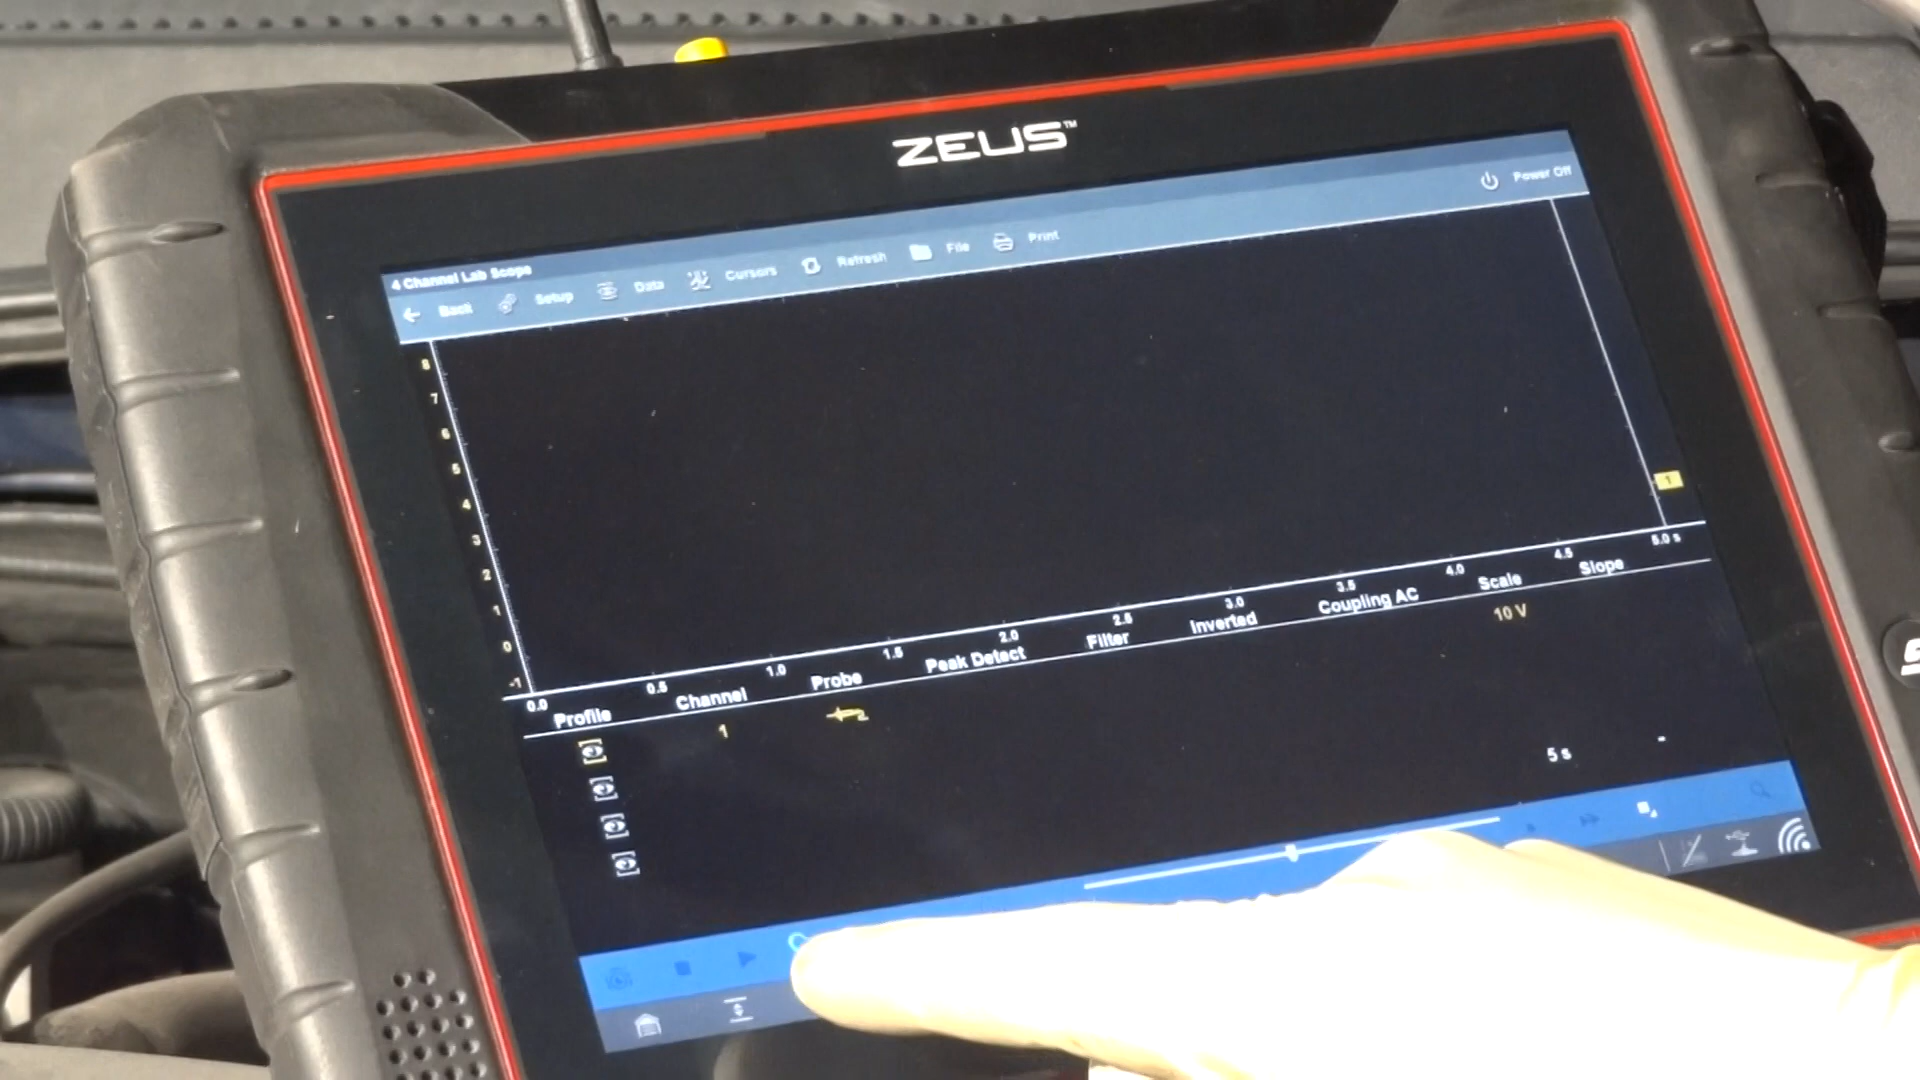 ZEUS™
Power Off
4 Channel Lab Scope
Back Setup Data Cursors Refresh File Print
8
7
6
5
4
3
2
1
0
-1
1
0.0 0.5 1.0 1.5 2.0 2.5 3.0 3.5 4.0 4.5 5.0 s
Profile Channel Probe Peak Detect Filter Inverted Coupling AC Scale Slope
1 10 V
5 s -